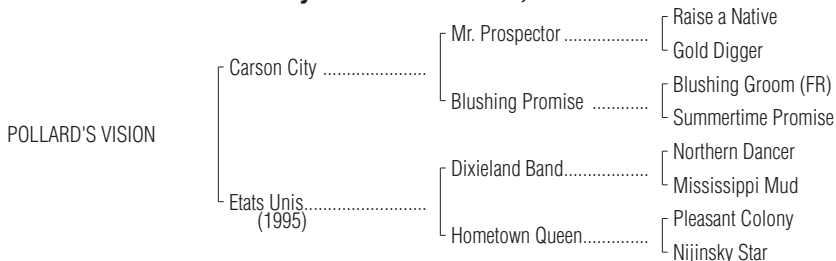 Raise a Native
Mr. Prospector ....................
Gold Digger
Carson City ........................
Blushing Groom (FR)
Blushing Promise .............
Summertime Promise
POLLARD'S VISION
Northern Dancer
Dixieland Band....................
Mississippi Mud
Etats Unis............................
(1995)
Pleasant Colony
Hometown Queen...............
Nijinsky Star